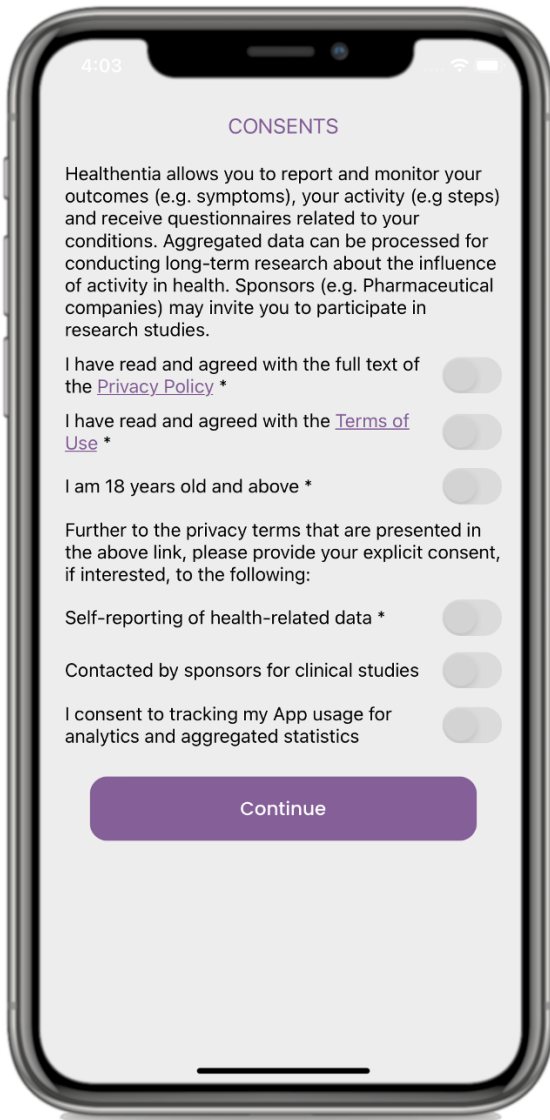 4:03
CONSENTS
Healthentia allows you to report and monitor your
outcomes (e.g. symptoms), your activity (e.g steps)
and receive questionnaires related to your
conditions. Aggregated data can be processed for
conducting long-term research about the influence
of activity in health. Sponsors (e.g. Pharmaceutical
companies) may invite you to participate in
research studies.
I have read and agreed with the full text of
the Privacy Policy *
I have read and agreed with the Terms of
Use *
I am 18 years old and above *
Further to the privacy terms that are presented in
the above link, please provide your explicit consent,
if interested, to the following:
Self-reporting of health-related data *
Contacted by sponsors for clinical studies
I consent to tracking my App usage for
analytics and aggregated statistics
Continue